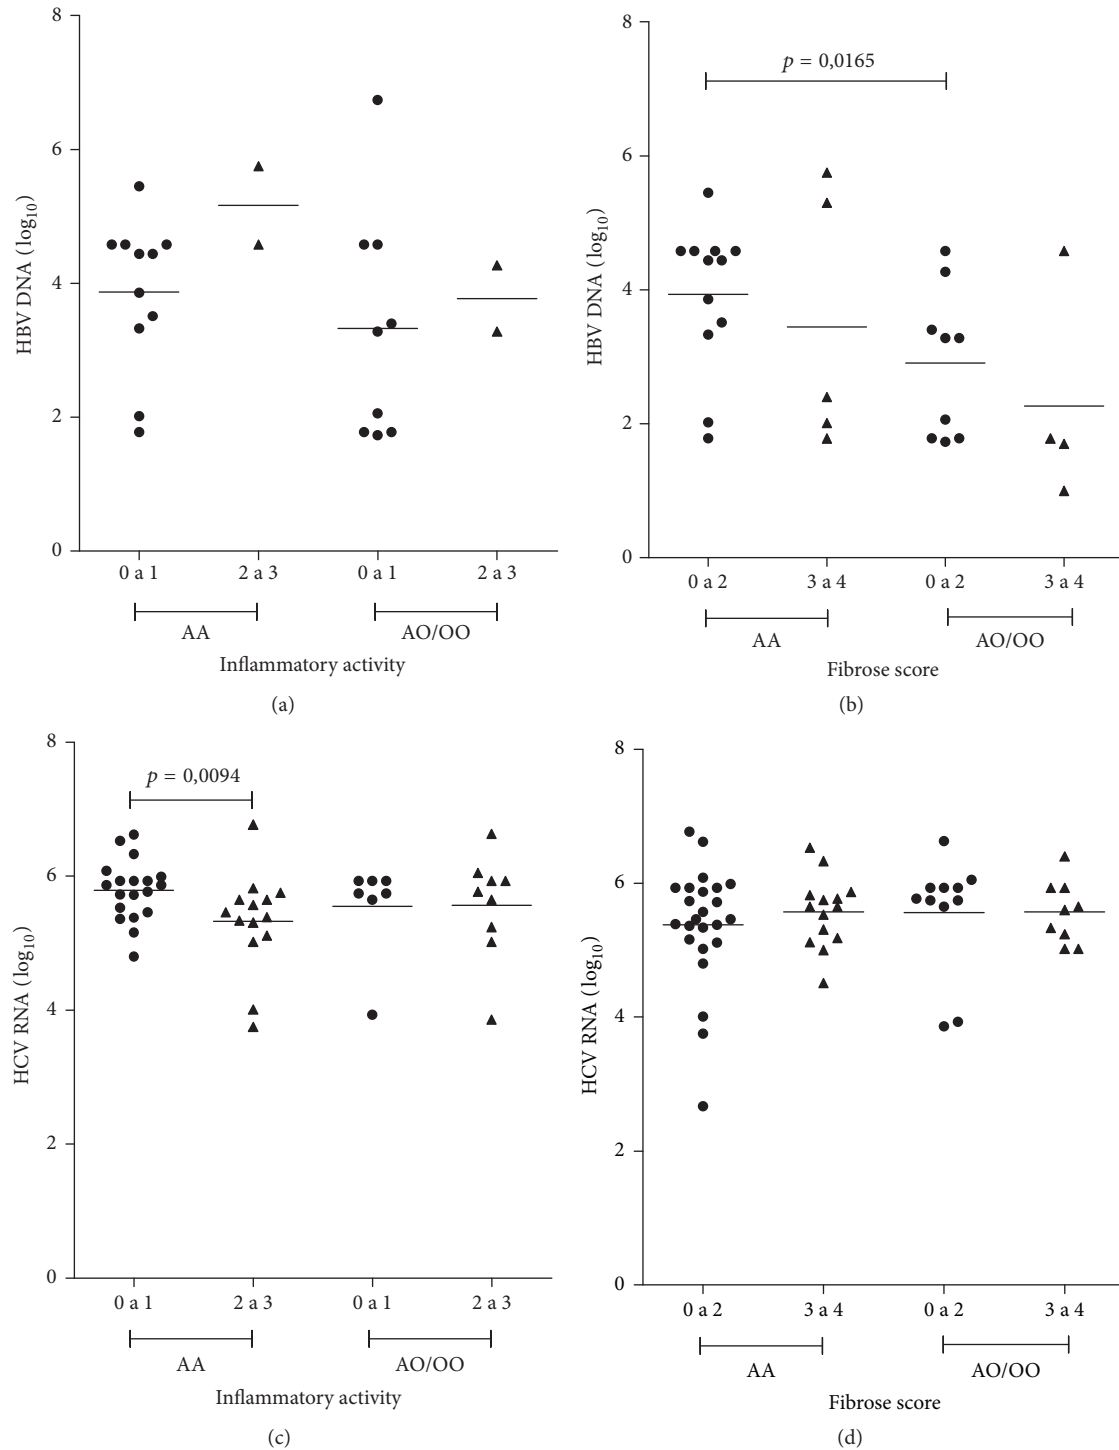 8
6
4
2
0
HBV DNA (log10)
0 a 1 2 a 3 0 a 1 2 a 3
AA AO/OO
Inflammatory activity
(a)
8
6
4
2
0
HBV DNA (log10)
p = 0,0165
0 a 2 3 a 4 0 a 2 3 a 4
AA AO/OO
Fibrose score
(b)
8
6
4
2
0
HCV RNA (log10)
p = 0,0094
0 a 1 2 a 3 0 a 1 2 a 3
AA AO/OO
Inflammatory activity
(c)
8
6
4
2
0
HCV RNA (log10)
0 a 2 3 a 4 0 a 2 3 a 4
AA AO/OO
Fibrose score
(d)